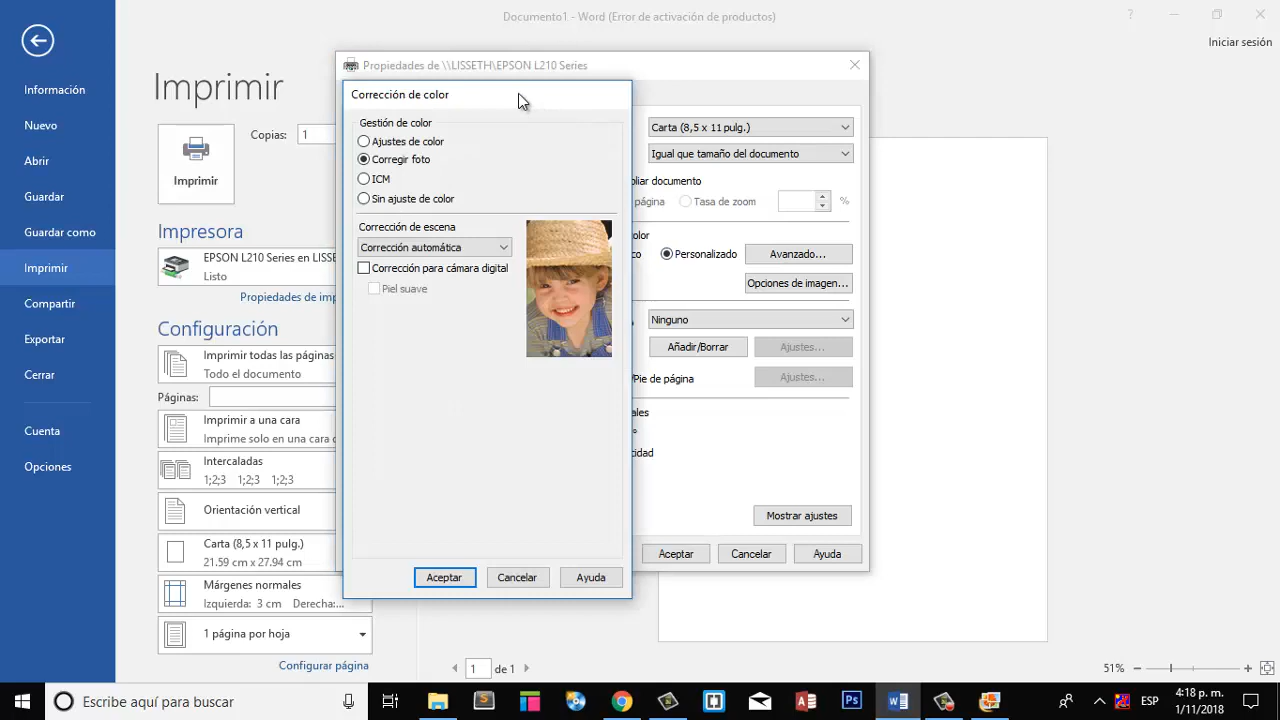 Documento1 - Word (Error de activación de productos)
?
Iniciar sesión
Información
Nuevo
Abrir
Guardar
Guardar como
Imprimir
Compartir
Exportar
Cerrar
Cuenta
Opciones
Imprimir
Imprimir
Copias: 1
Impresora
EPSON L210 Series en LISSE
Listo
Propiedades de imp
Configuración
Imprimir todas las páginas
Todo el documento
Páginas:
Imprimir a una cara
Imprime solo en una cara d
Intercaladas
1;2;3 1;2;3 1;2;3
Orientación vertical
Carta (8,5 x 11 pulg.)
21.59 cm x 27.94 cm
Márgenes normales
Izquierda: 3 cm Derecha:...
1 página por hoja
Configurar página
Propiedades de \\LISSETH\EPSON L210 Series
Corrección de color
Gestión de color
Ajustes de color
Corregir foto
ICM
Sin ajuste de color
Corrección de escena
Corrección automática
Corrección para cámara digital
Piel suave
Aceptar
Cancelar
Ayuda
Carta (8,5 x 11 pulg.)
Igual que tamaño del documento
liar documento
página
Tasa de zoom
%
olor
co
Personalizado
Avanzado...
Opciones de imagen...
Ninguno
Añadir/Borrar
Ajustes...
/Pie de página
Ajustes...
ales
°
cidad
Mostrar ajustes
Aceptar
Cancelar
Ayuda
1 de 1
51%
Escribe aquí para buscar
Ps
ESP
4:18 p. m.
1/11/2018